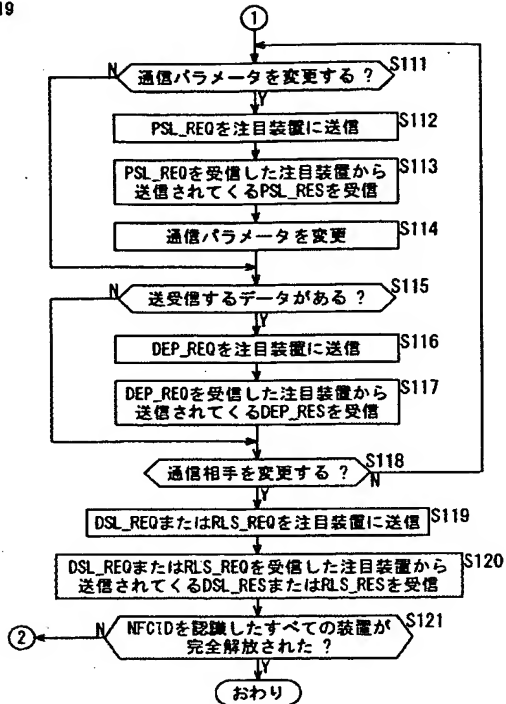 19
1
N
通信パラメータを変更する ?
S111
Y
PSL_REQを注目装置に送信
S112
PSL_REQを受信した注目装置から
送信されてくるPSL_RESを受信
S113
通信パラメータを変更
S114
N
送受信するデータがある ?
S115
Y
DEP_REQを注目装置に送信
S116
DEP_REQを受信した注目装置から
送信されてくるDEP_RESを受信
S117
通信相手を変更する ?
S118
N
Y
DSL_REQまたはRLS_REQを注目装置に送信
S119
DSL_REQまたはRLS_REQを受信した注目装置から
送信されてくるDSL_RESまたはRLS_RESを受信
S120
2
N
NFCIDを認識したすべての装置が
完全解放された ?
S121
Y
おわり